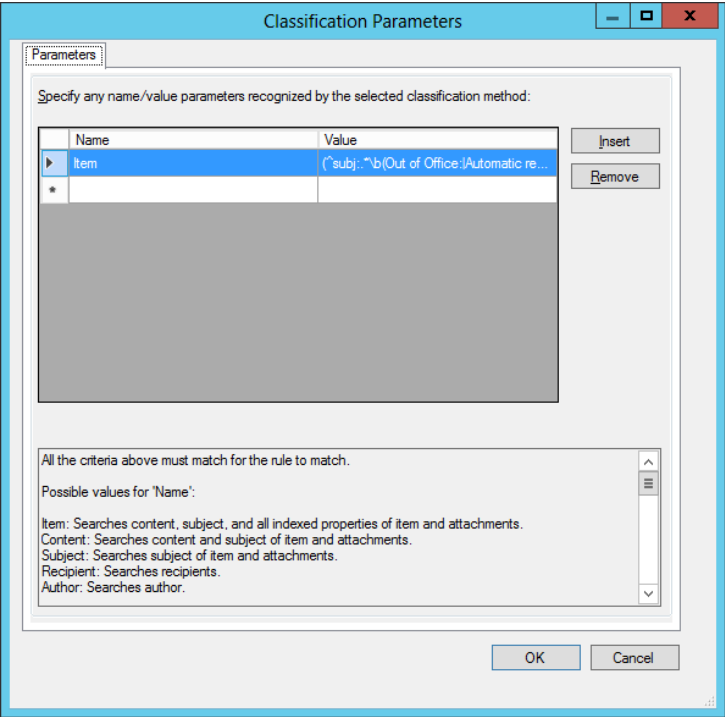 Classification Parameters
Parameters
Specify any name/value parameters recognized by the selected classification method:
Name Value
Item (^subj:.*\b(Out of Office:|Automatic re...
*
Insert
Remove
All the criteria above must match for the rule to match.
Possible values for 'Name':
Item: Searches content, subject, and all indexed properties of item and attachments.
Content: Searches content and subject of item and attachments.
Subject: Searches subject of item and attachments.
Recipient: Searches recipients.
Author: Searches author.
OK Cancel